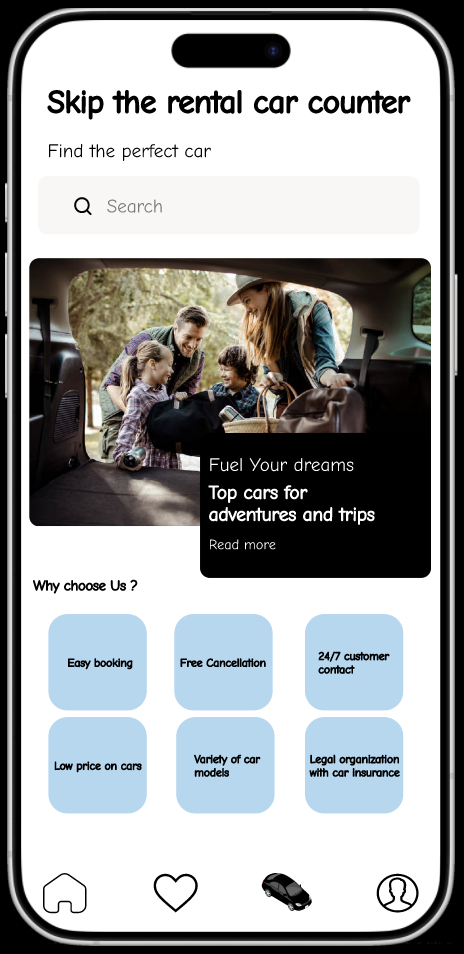 Skip the rental car counter
Find the perfect car
Search
Fuel Your dreams
Top cars for
adventures and trips
Read more
Why choose Us ?
Easy booking
Free Cancellation
24/7 customer
contact
Low price on cars
Variety of car
models
Legal organization
with car insurance